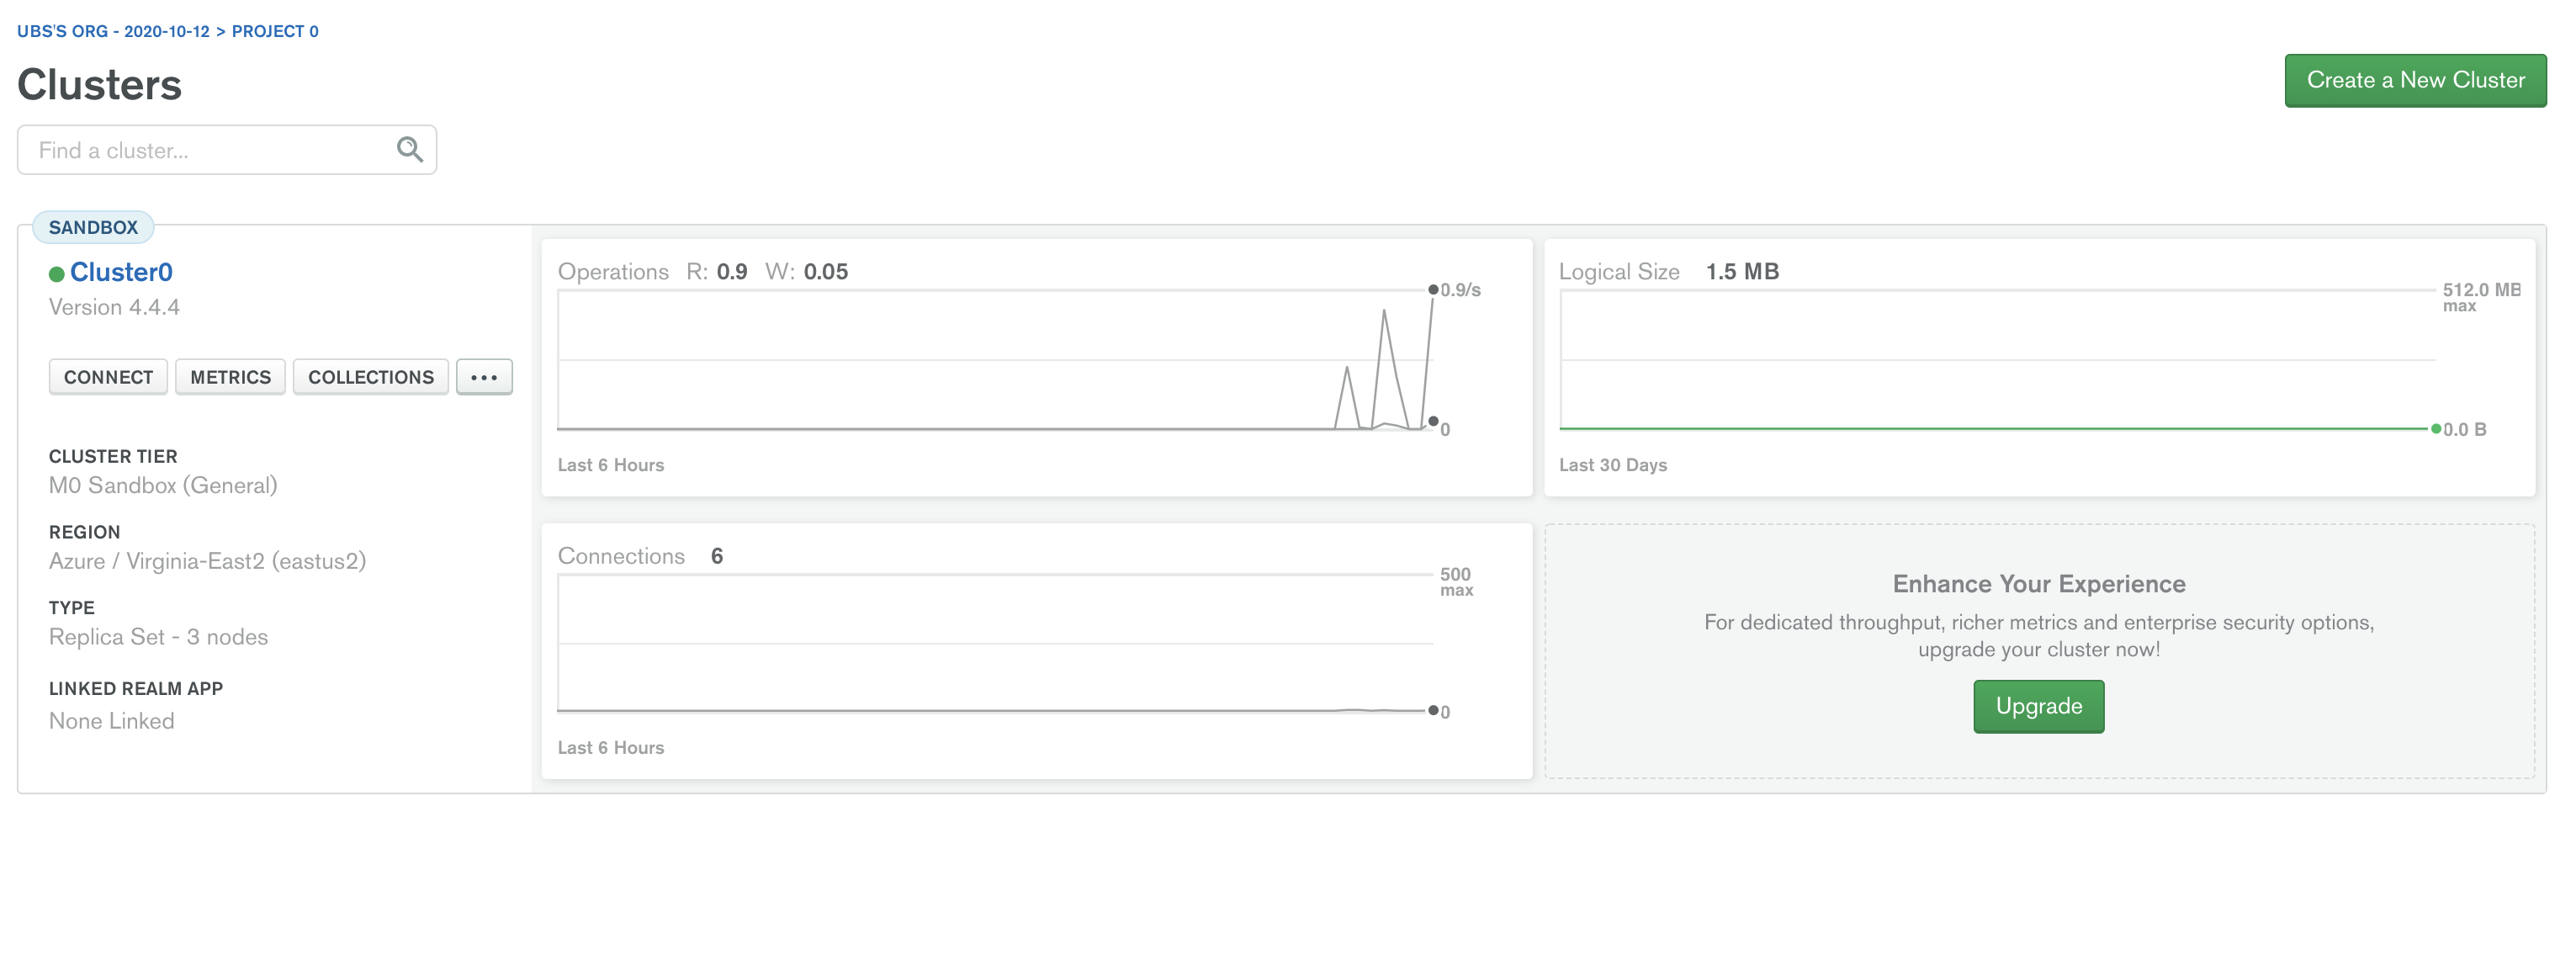 UBS'S ORG - 2020-10-12 > PROJECT 0
Clusters
Create a New Cluster
Find a cluster...
SANDBOX
Cluster0
Version 4.4.4
CONNECT METRICS COLLECTIONS ...
CLUSTER TIER
M0 Sandbox (General)
REGION
Azure / Virginia-East2 (eastus2)
TYPE
Replica Set - 3 nodes
LINKED REALM APP
None Linked
Operations R: 0.9 W: 0.05
0.9/s
0
Last 6 Hours
Logical Size 1.5 MB
512.0 MB
max
0.0 B
Last 30 Days
Connections 6
500
max
0
Last 6 Hours
Enhance Your Experience
For dedicated throughput, richer metrics and enterprise security options,
upgrade your cluster now!
Upgrade